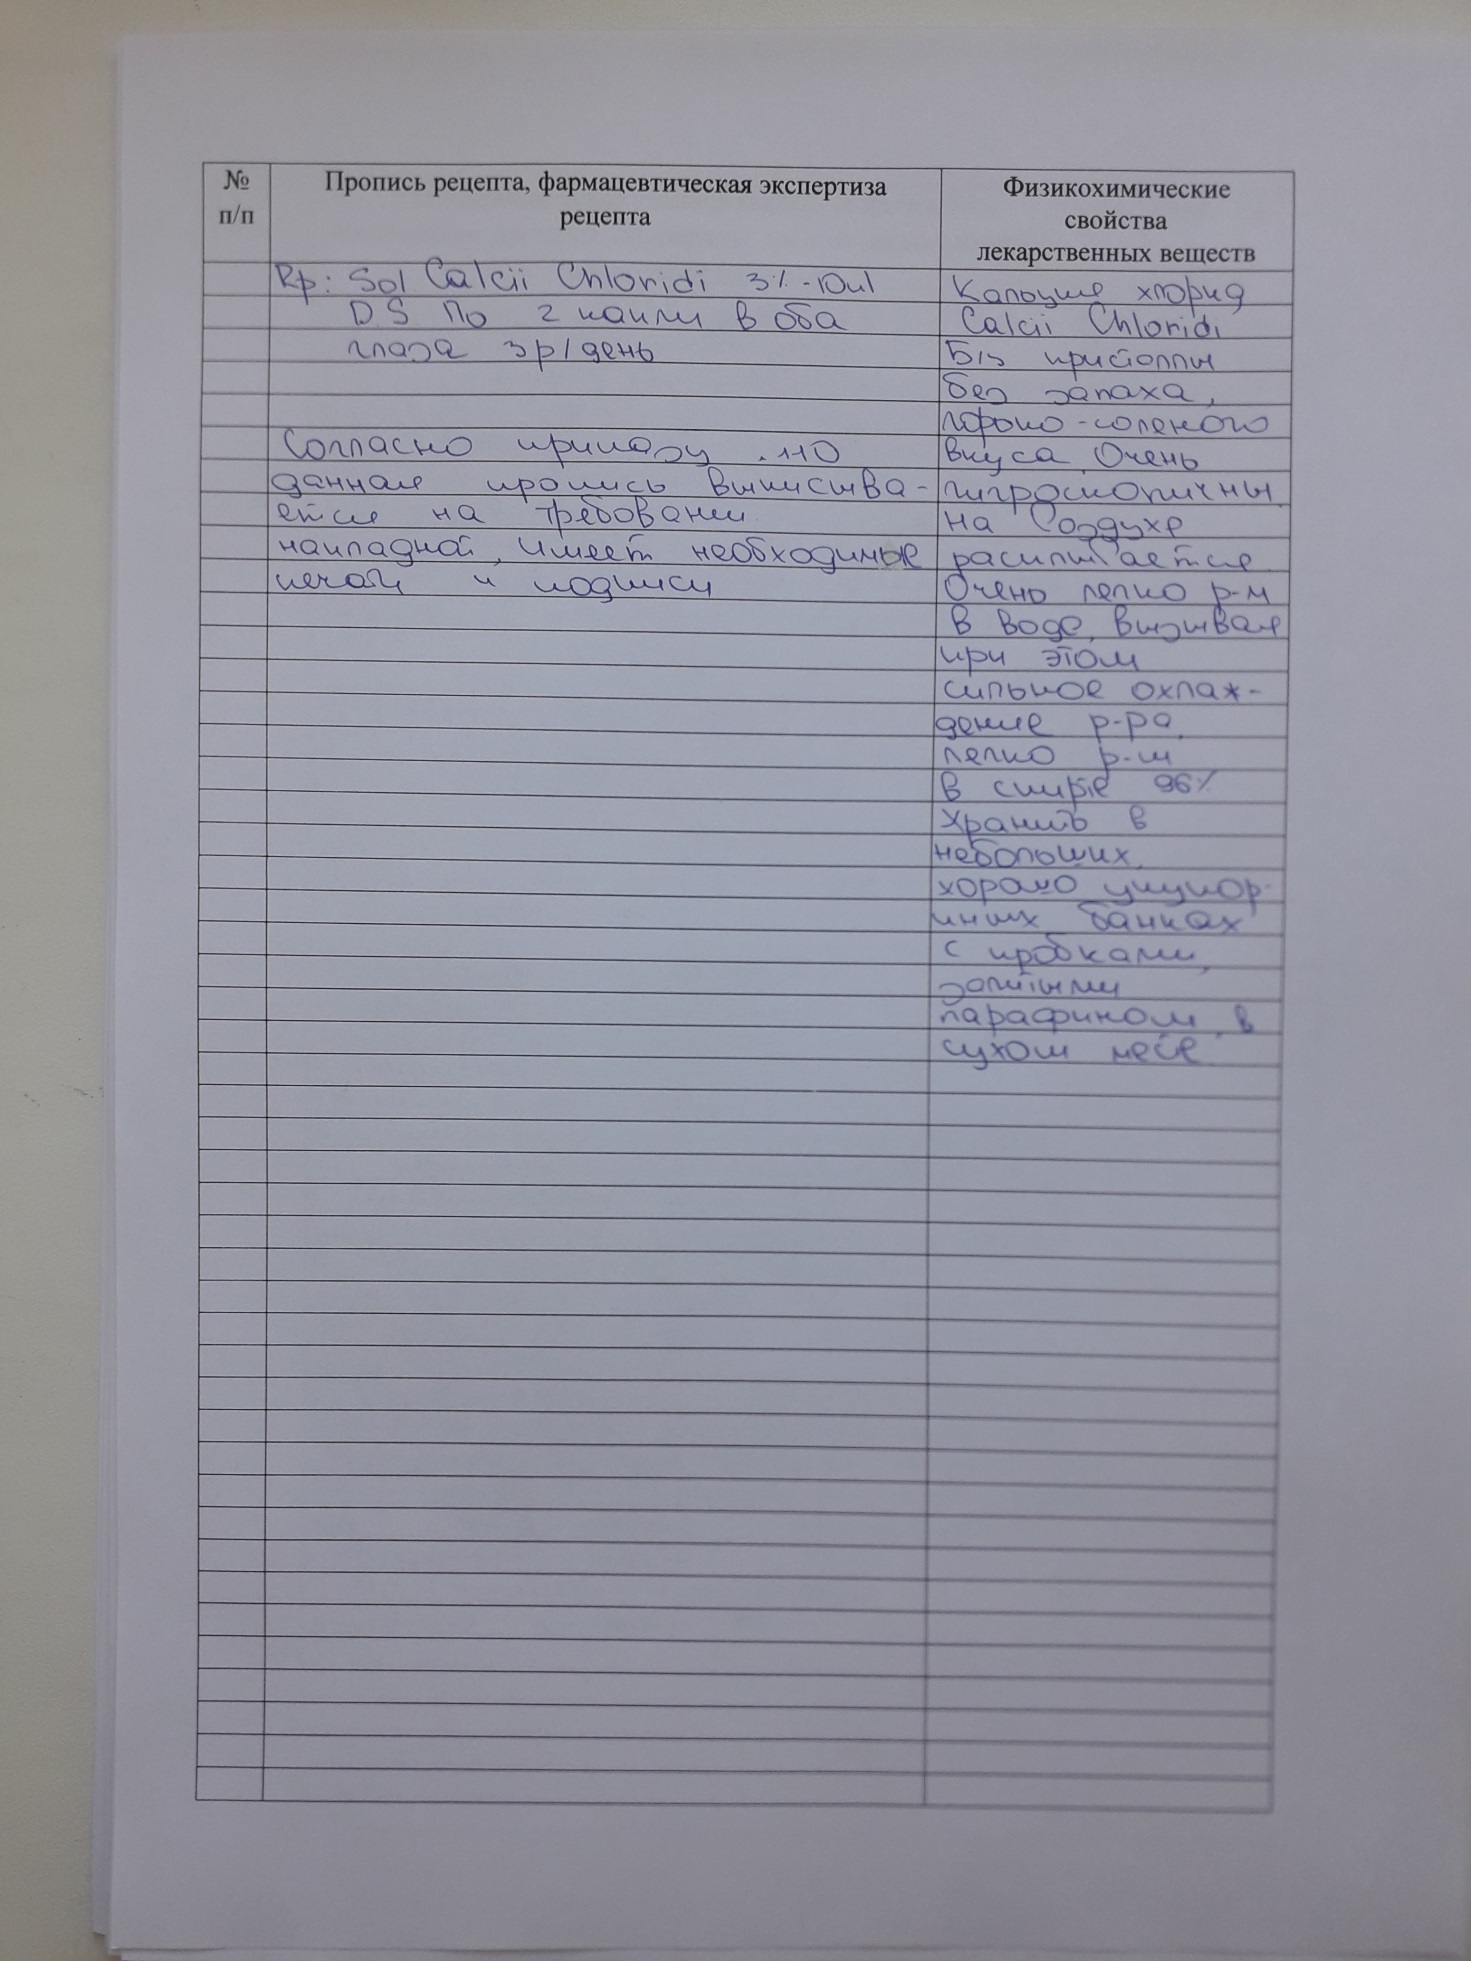 №
п/п
Пропись рецепта, фармацевтическая экспертиза
рецепта
Физикохимические
свойства
лекарственных веществ
Rp: Sol Calcii Chloridi 3% - 10ml
D.S По 2 капли в оба
глаза 3р/день
Согласно приказу 110
данная пропись выписыва-
ется на требовании
накладной, имеет необходимые
печати и подписи
Кальция хлорид
Calcii Chloridi
Б/з кристаллы
без запаха,
горько-соленого
вкуса. Очень
гигроскопичны
на воздухе
расплывается.
Очень легко р-м
в воде, вызывая
при этом
сильное охлаж-
дение р-ра,
легко р-м
в спирте 96%
Хранить в
небольших,
хорошо укупор-
инных банках
с пробками,
залитыми
парафином, в
сухом месте.